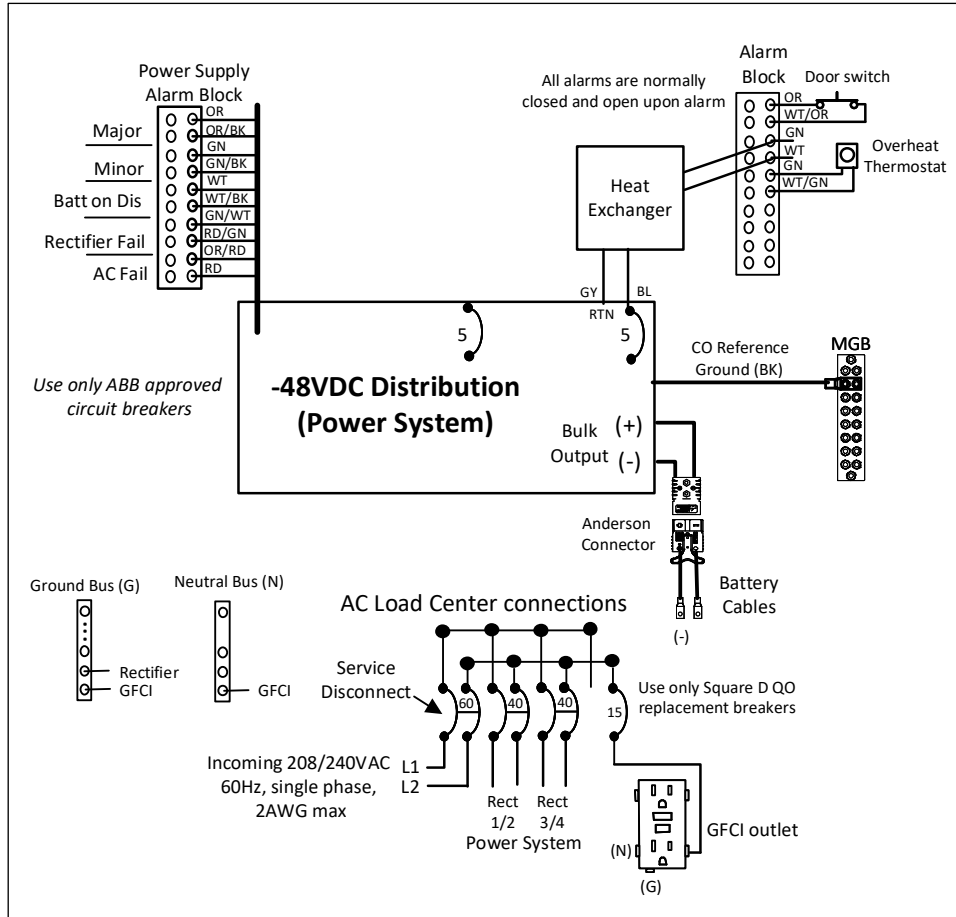 Power Supply
Alarm Block
OR
Major
OR/BK
GN
Minor
GN/BK
WT
Batt on Dis
WT/BK
GN/WT
Rectifier Fail
RD/GN
OR/RD
AC Fail
RD
All alarms are normally
closed and open upon alarm
Alarm
Block
Door switch
OR
WT/OR
GN
WT
GN
WT/GN
Overheat
Thermostat
Heat
Exchanger
GY
BL
RTN
5
5
Use only ABB approved
circuit breakers
-48VDC Distribution
(Power System)
Bulk
Output
(+)
(-)
CO Reference
Ground (BK)
MGB
Anderson
Connector
Battery
Cables
(-)
Ground Bus (G)
Rectifier
GFCI
Neutral Bus (N)
GFCI
AC Load Center connections
Service
Disconnect
60
40
40
15
Use only Square D QO
replacement breakers
Incoming 208/240VAC
60Hz, single phase,
2AWG max
L1
L2
Rect
1/2
Rect
3/4
Power System
GFCI outlet
(N)
(G)